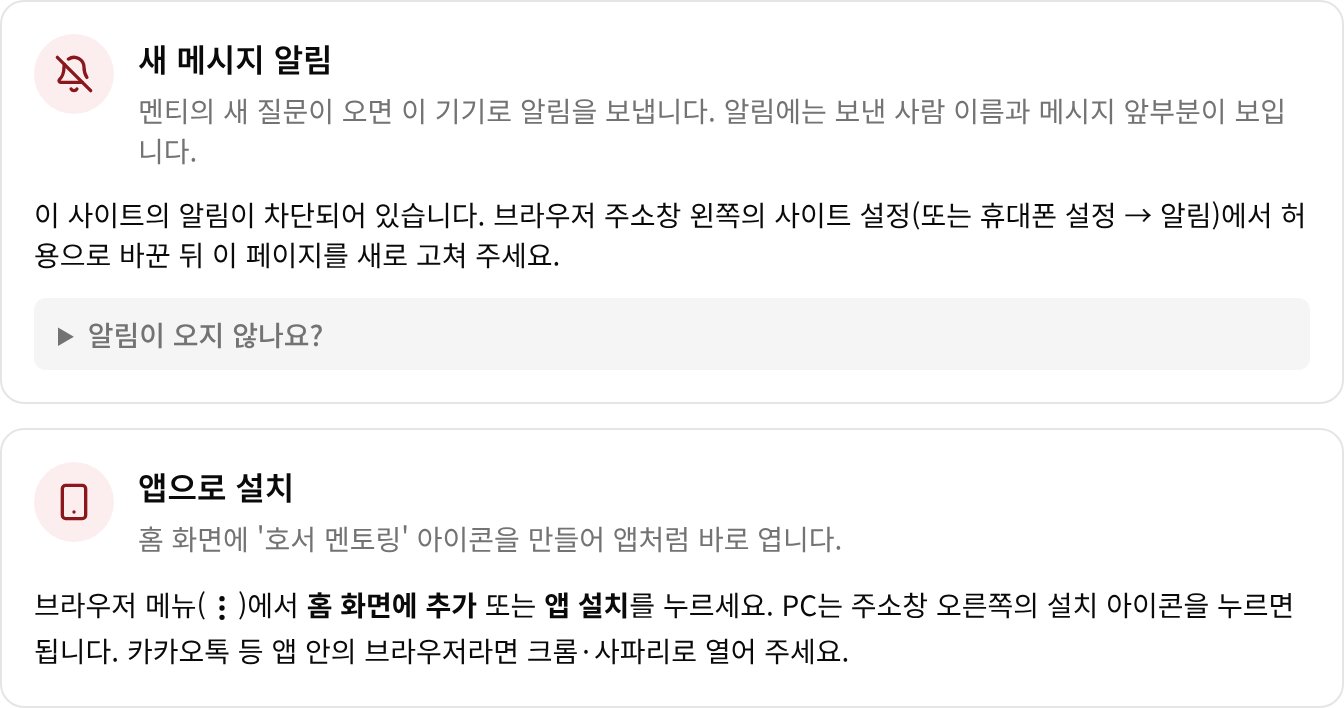 새 메시지 알림
멘티의 새 질문이 오면 이 기기로 알림을 보냅니다. 알림에는 보낸 사람 이름과 메시지 앞부분이 보입
니다.
이 사이트의 알림이 차단되어 있습니다. 브라우저 주소창 왼쪽의 사이트 설정(또는 휴대폰 설정 → 알림)에서 허
용으로 바꾼 뒤 이 페이지를 새로 고쳐 주세요.
▶ 알림이 오지 않나요?
앱으로 설치
홈 화면에 '호서 멘토링' 아이콘을 만들어 앱처럼 바로 엽니다.
브라우저 메뉴( ⋮ )에서 홈 화면에 추가 또는 앱 설치를 누르세요. PC는 주소창 오른쪽의 설치 아이콘을 누르면
됩니다. 카카오톡 등 앱 안의 브라우저라면 크롬·사파리로 열어 주세요.